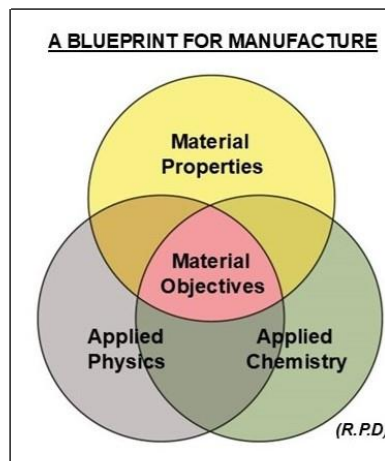 A BLUEPRINT FOR MANUFACTURE
Material
Properties
Material
Objectives
Applied
Physics
Applied
Chemistry
(R.P.D)